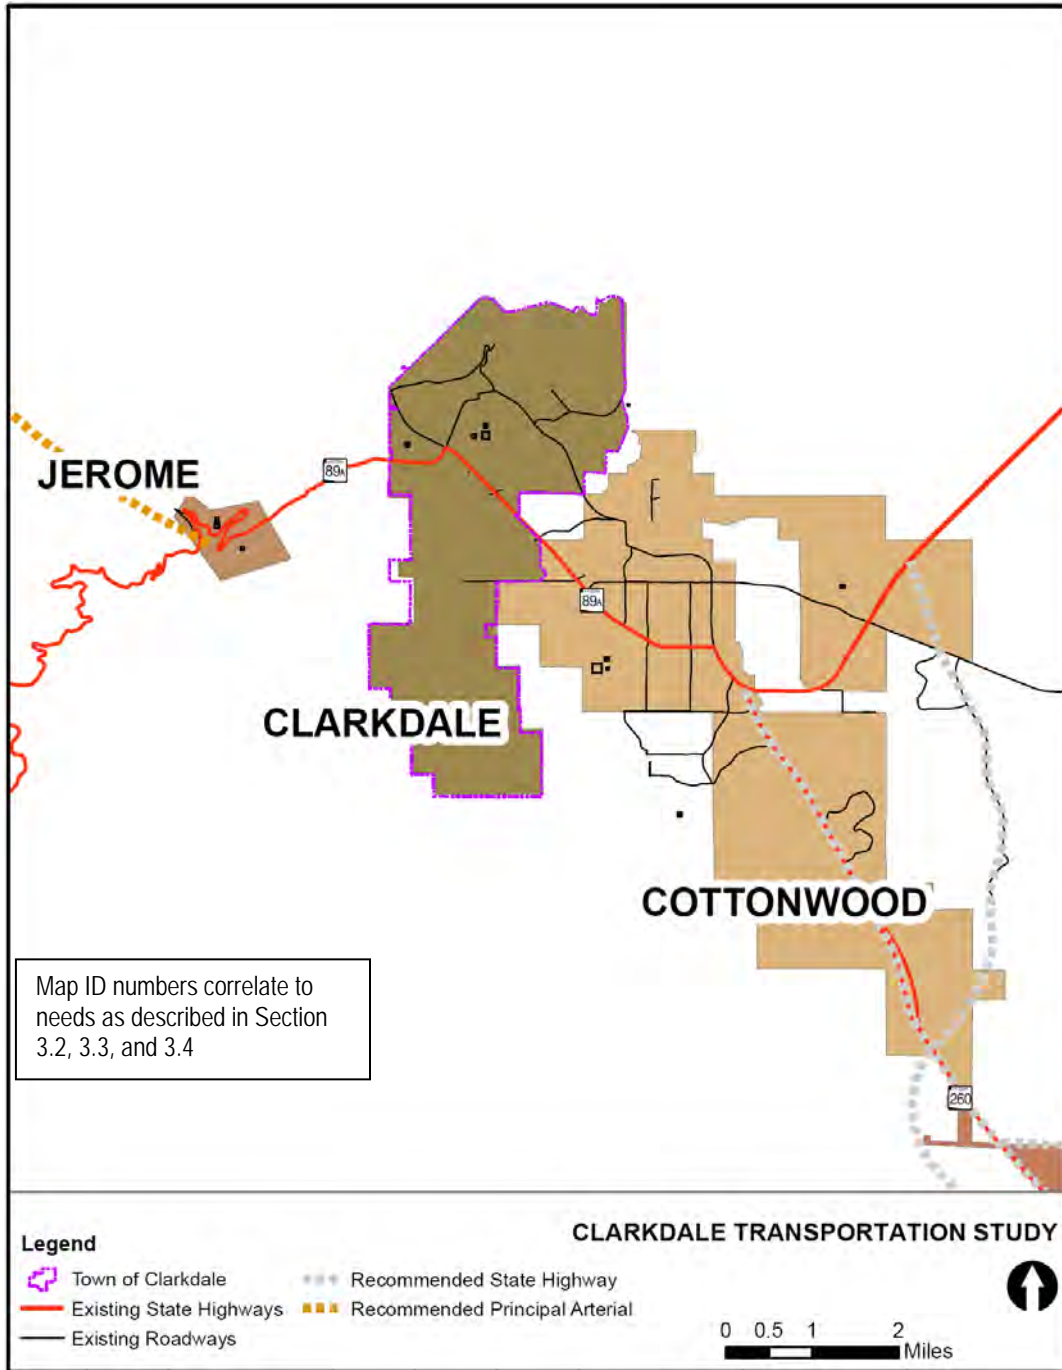 JEROME
89A
CLARKDALE
89A
COTTONWOOD
Map ID numbers correlate to
needs as described in Section
3.2, 3.3, and 3.4
260
CLARKDALE TRANSPORTATION STUDY
Legend
Town of Clarkdale
Existing State Highways
Existing Roadways
Recommended State Highway
Recommended Principal Arterial
0 0.5 1 2
Miles